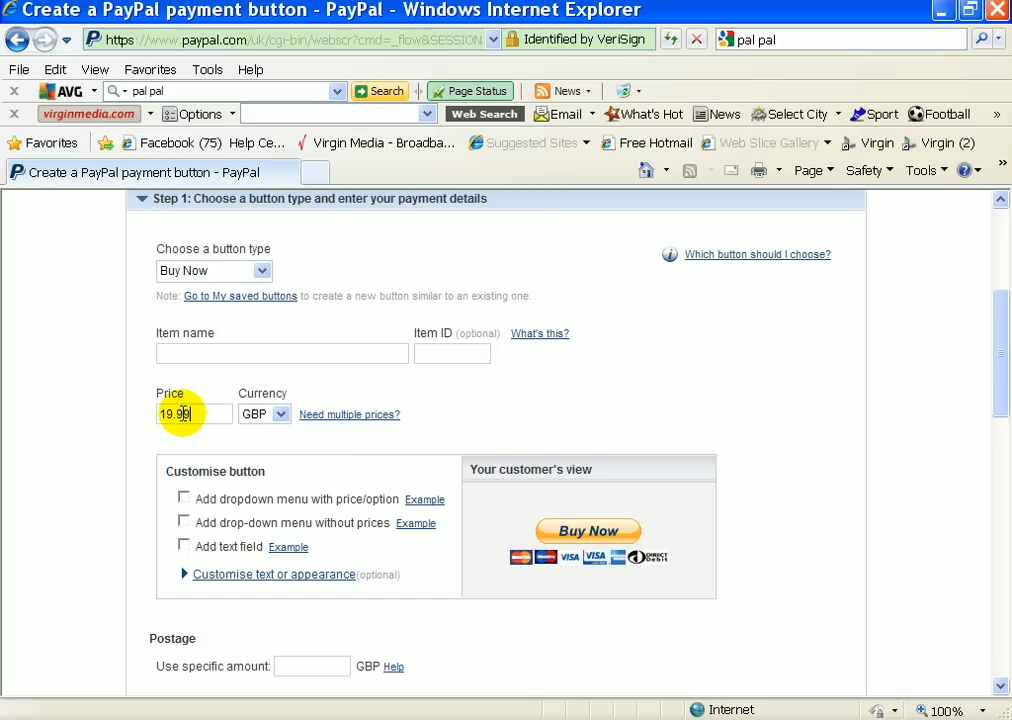 Create a PayPal payment button - PayPal - Windows Internet Explorer
https://www.paypal.com/uk/cgi-bin/webscr?cmd=_flow&SESSION Identified by VeriSign pal pal
File Edit View Favorites Tools Help
x AVG pal pal Search Page Status News
x virginmedia.com Options Web Search Email What's Hot News Select City Sport Football »
Favorites Facebook (75) Help Ce... Virgin Media - Broadba... Suggested Sites Free Hotmail Web Slice Gallery Virgin Virgin (2)
Create a PayPal payment button - PayPal Page Safety Tools »
Step 1: Choose a button type and enter your payment details
Choose a button type
Which button should I choose?
Buy Now
Note: Go to My saved buttons to create a new button similar to an existing one.
Item name Item ID (optional) What's this?
Price Currency
19.99 GBP Need multiple prices?
Customise button Your customer's view
Add dropdown menu with price/option Example
Add drop-down menu without prices Example
Buy Now
Add text field Example
VISA VISA DIRECT Debit
Customise text or appearance (optional)
Postage
Use specific amount: GBP Help
Internet 100%